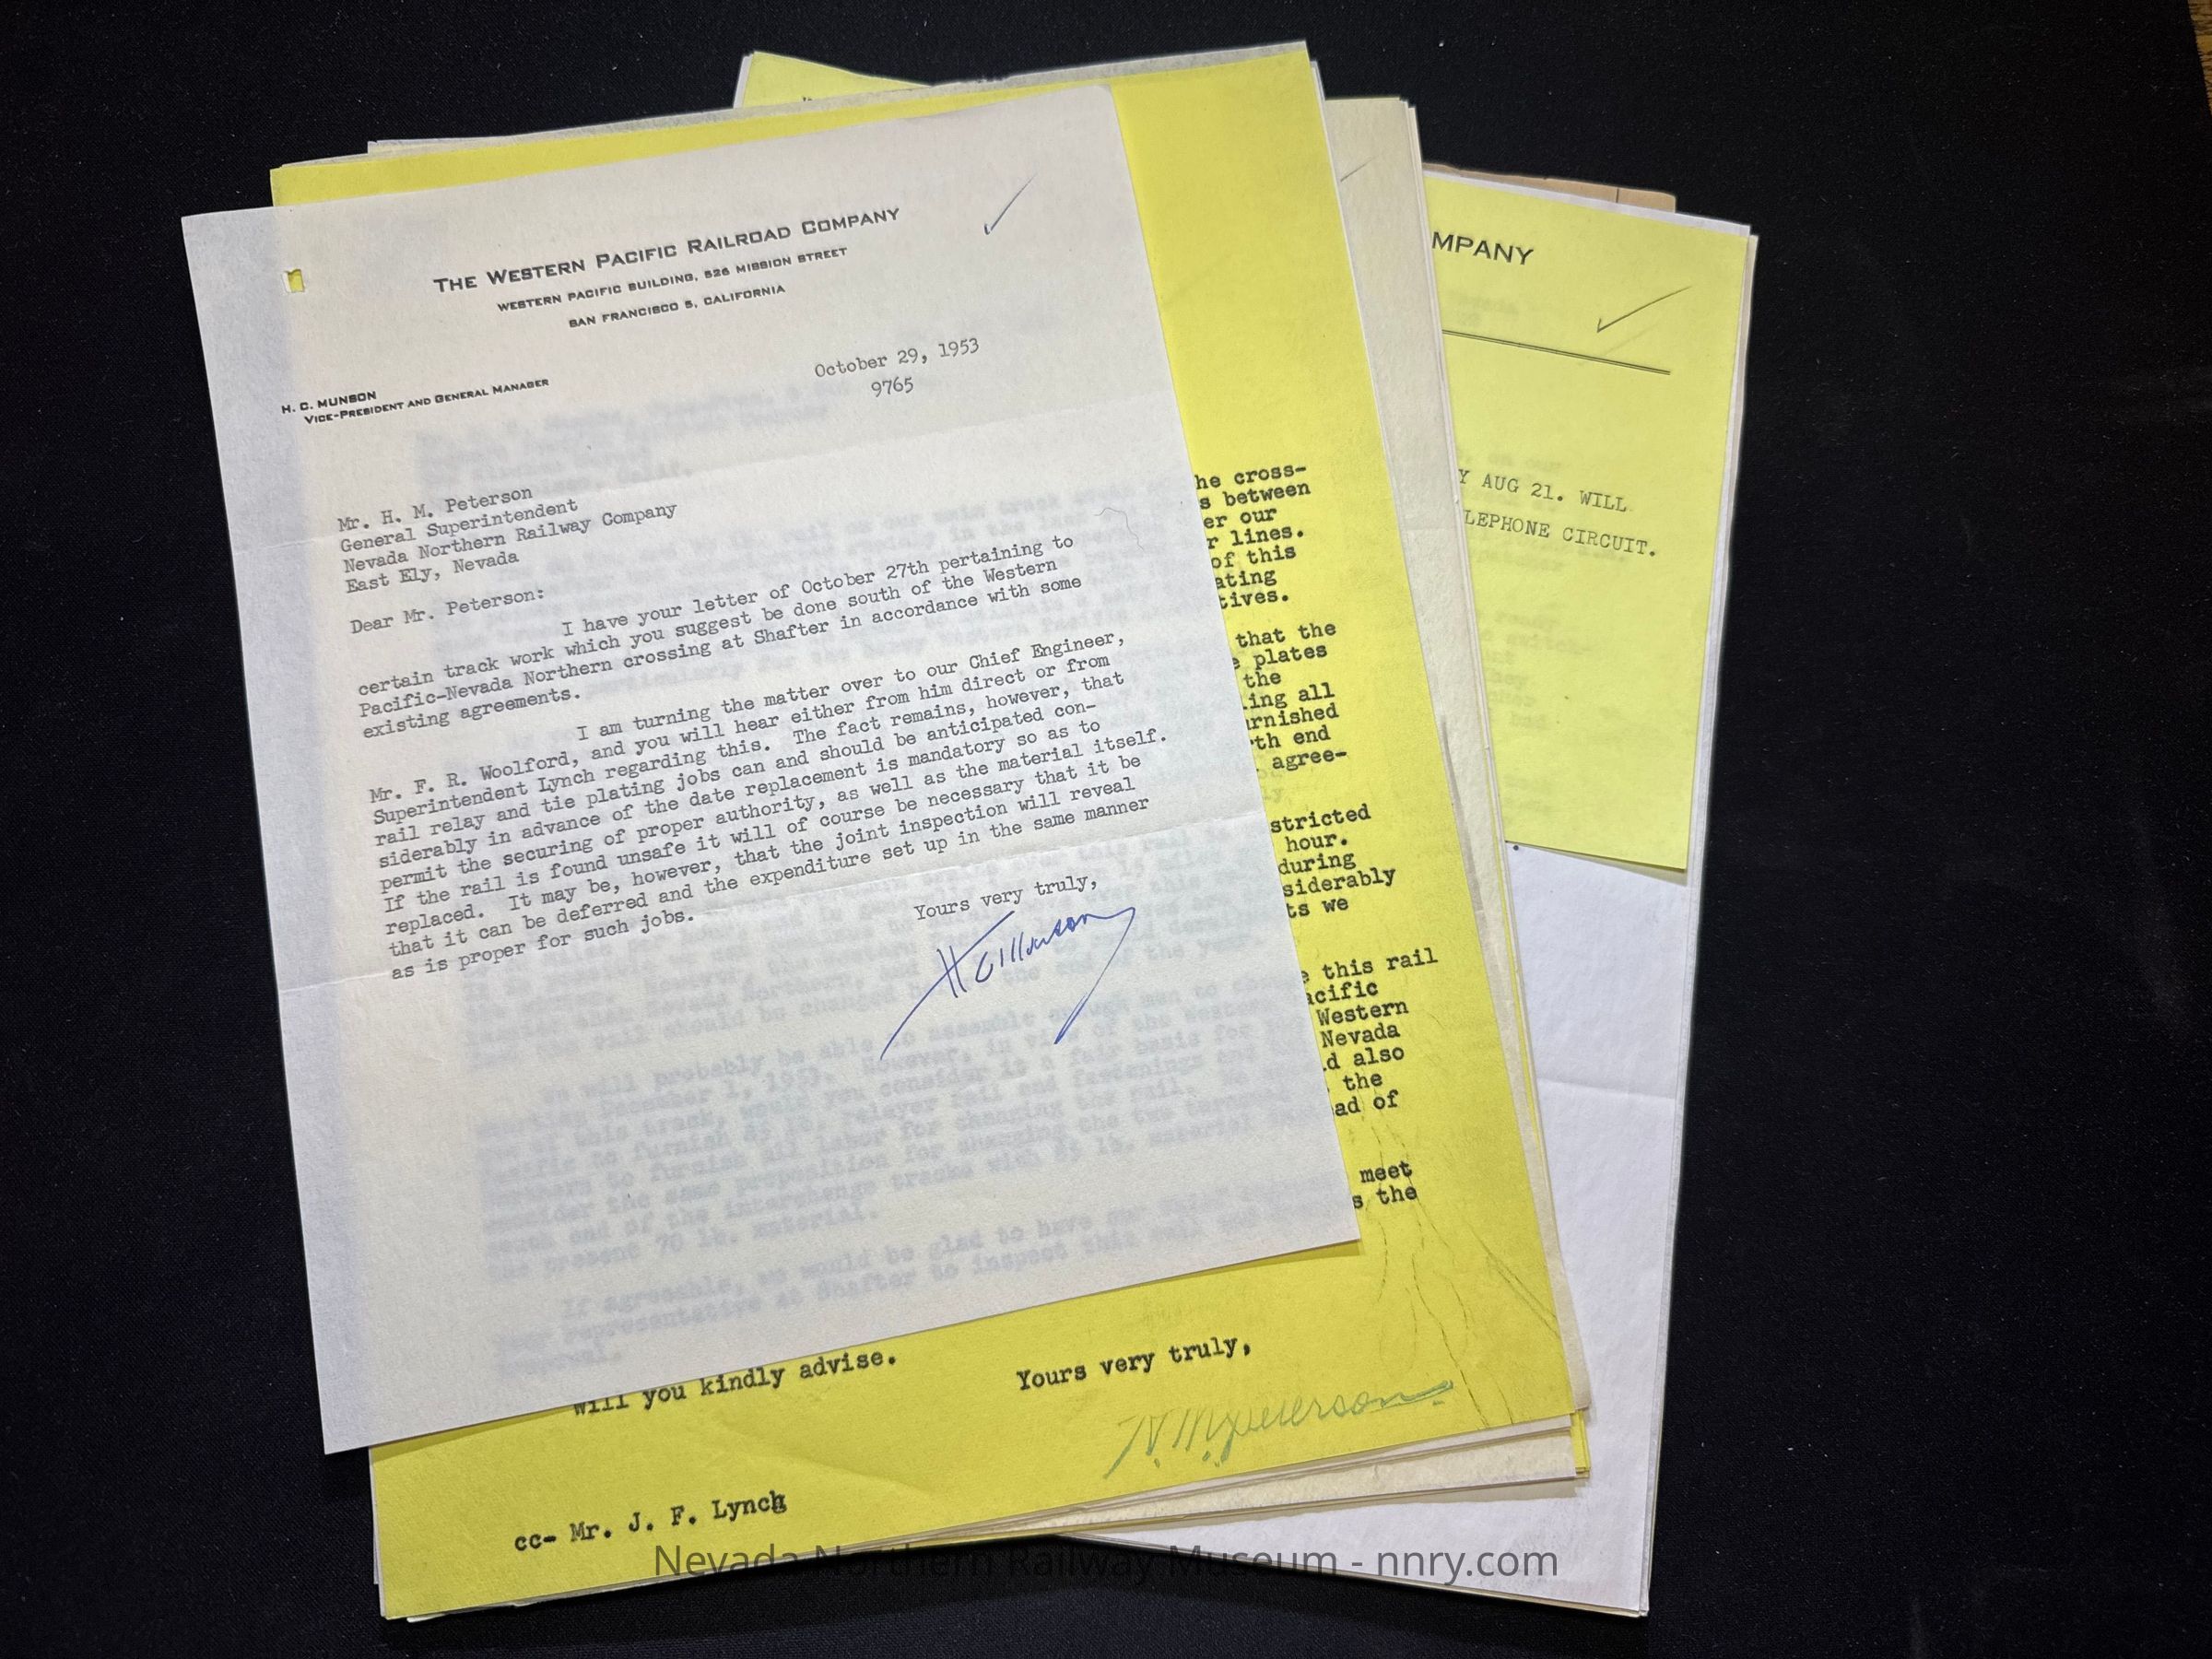 THE WESTERN PACIFIC RAILROAD COMPANY
WESTERN PACIFIC BUILDING, 526 MISSION STREET
SAN FRANCISCO 5, CALIFORNIA
October 29, 1953
9765
H. C. MUNSON
VICE-PRESIDENT AND GENERAL MANAGER
Mr. H. M. Peterson
General Superintendent
Nevada Northern Railway Company
East Ely, Nevada
Dear Mr. Peterson:
I have your letter of October 27th pertaining to
certain track work which you suggest be done south of the Western
Pacific-Nevada Northern crossing at Shafter in accordance with some
existing agreements.
I am turning the matter over to our Chief Engineer,
Mr. F. R. Woolford, and you will hear either from him direct or from
Superintendent Lynch regarding this. The fact remains, however, that
rail relay and tie plating jobs can and should be anticipated con-
siderably in advance of the date replacement is mandatory so as to
permit the securing of proper authority, as well as the material itself.
If the rail is found unsafe it will of course be necessary that it be
replaced. It may be, however, that the joint inspection will reveal
that it can be deferred and the expenditure set up in the same manner
as is proper for such jobs.
Yours very truly,
HCMunson
he cross-
s between
er our
r lines.
of this
ating
tives.
that the
e plates
the
ing all
rnished
th end
agree-
stricted
hour.
during
siderably
ts we
e this rail
acific
Western
Nevada
d also
the
ad of
meet
s the
will you kindly advise.
Yours very truly,
H. M. Peterson
cc- Mr. J. F. Lynch
MPANY
Y AUG 21. WILL
LEPHONE CIRCUIT.
Nevada Northern Railway Museum - nnry.com